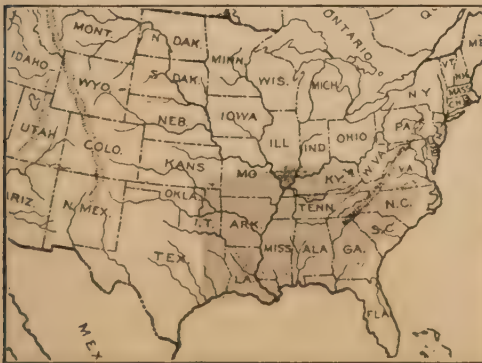 MONT.
N. DAK.
MINN.
ONTARIO
Q
ME
IDAHO
WYO.
S. DAK.
WIS.
MICH.
VT.
N.H.
MASS
N Y
IOWA
NEB.
UTAH
COLO.
ILL
IND
OHIO
PA
KANS
MO
KY.
W.VA.
VA
ARIZ.
N. MEX.
OKLA.
I.T.
ARK.
TENN
N.C.
S.C.
TEX.
LA.
MISS
ALA
GA.
FLA
MEX